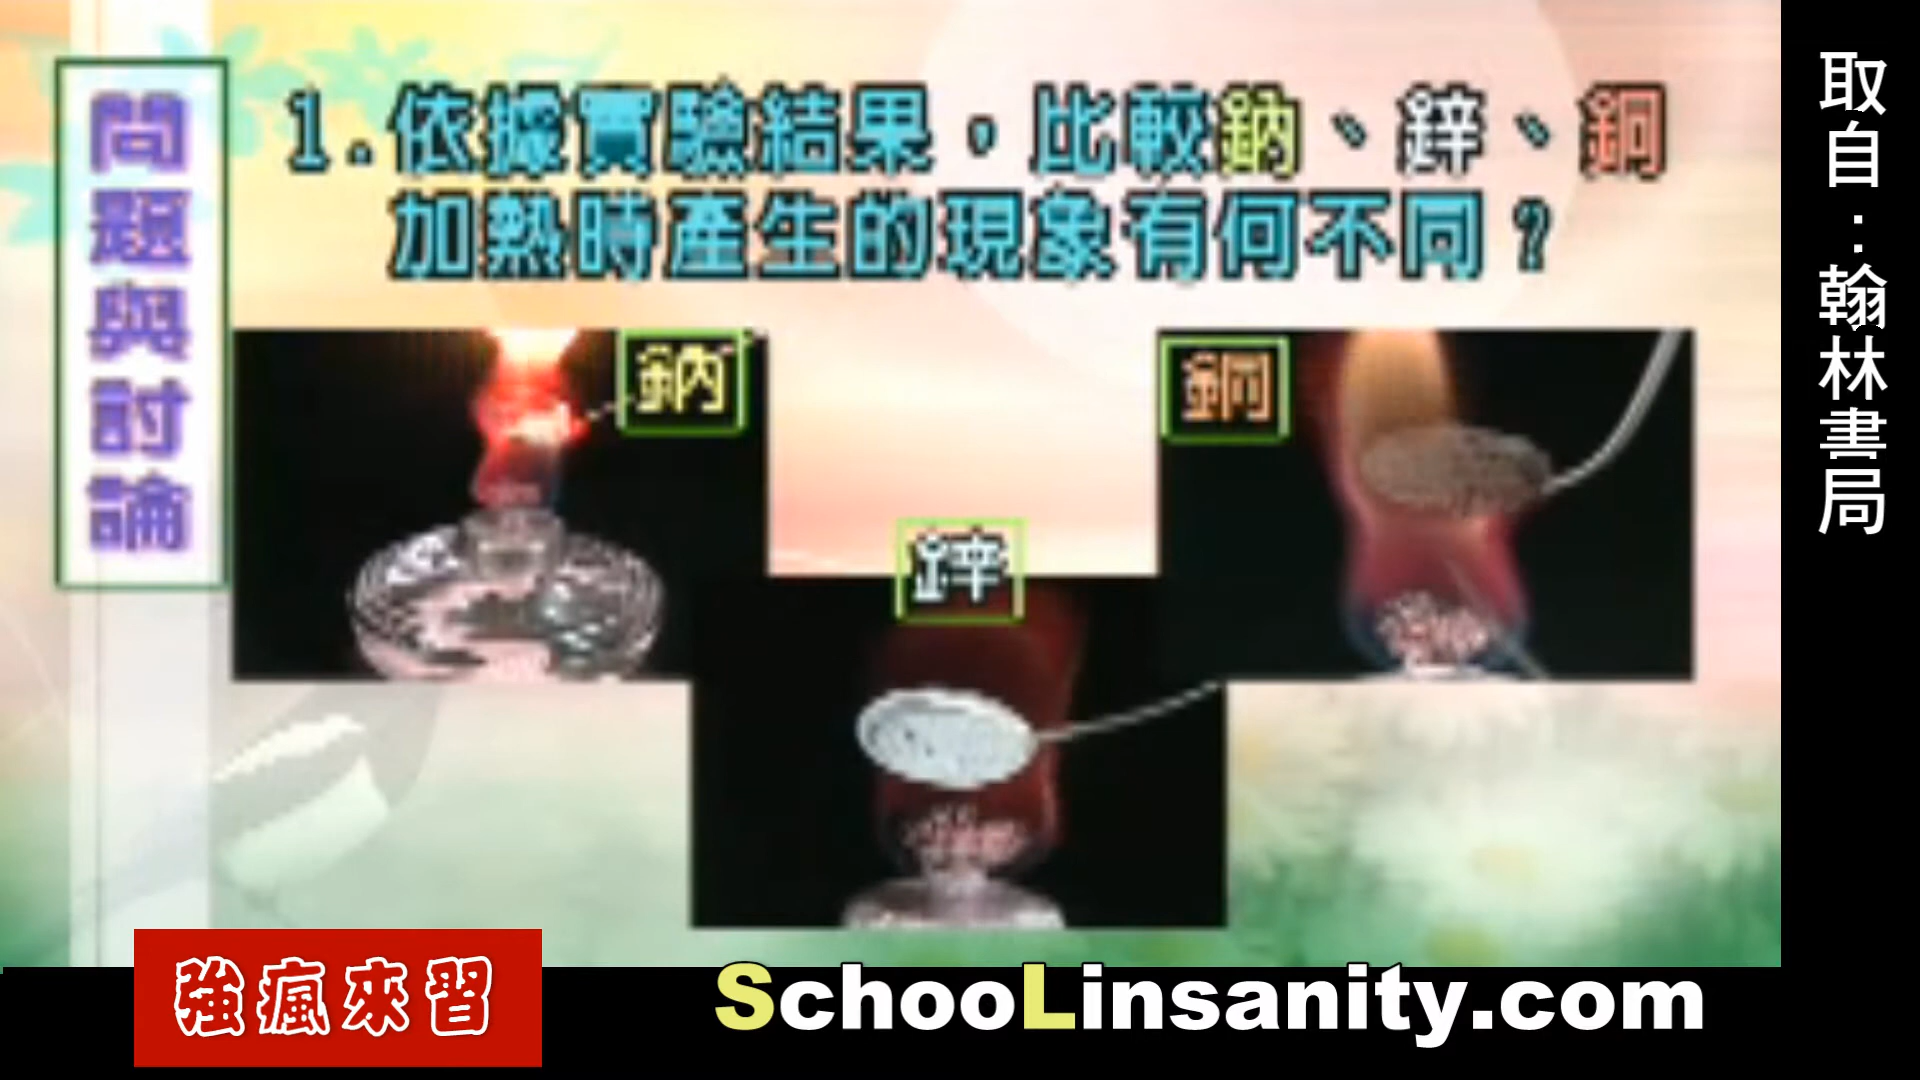 問題與討論
1.依據實驗結果，比較鈉、鋅、銅
加熱時產生的現象有何不同？
鈉
銅
鋅
取自：翰林書局
強瘋來習
SchooLinsanity.com